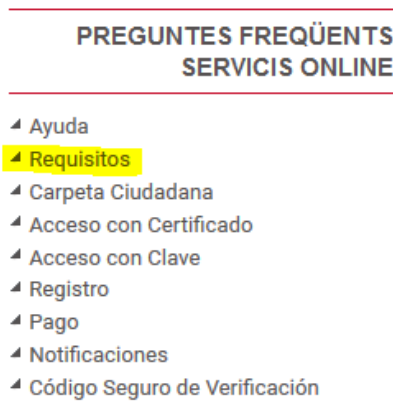 PREGUNTES FREQÜENTS
SERVICIS ONLINE
Ayuda
Requisitos
Carpeta Ciudadana
Acceso con Certificado
Acceso con Clave
Registro
Pago
Notificaciones
Código Seguro de Verificación